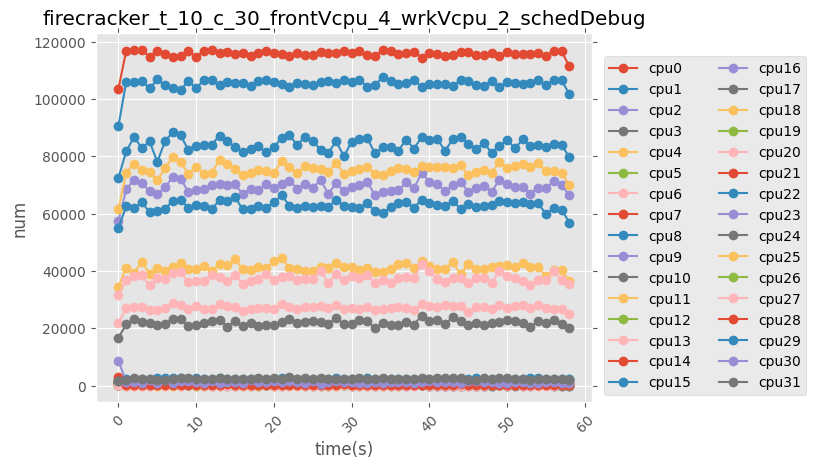 firecracker_t_10_c_30_frontVcpu_4_wrkVcpu_2_schedDebug
120000
100000
80000
60000
40000
20000
0
num
0
10
20
30
40
50
60
time(s)
cpu0
cpu1
cpu2
cpu3
cpu4
cpu5
cpu6
cpu7
cpu8
cpu9
cpu10
cpu11
cpu12
cpu13
cpu14
cpu15
cpu16
cpu17
cpu18
cpu19
cpu20
cpu21
cpu22
cpu23
cpu24
cpu25
cpu26
cpu27
cpu28
cpu29
cpu30
cpu31